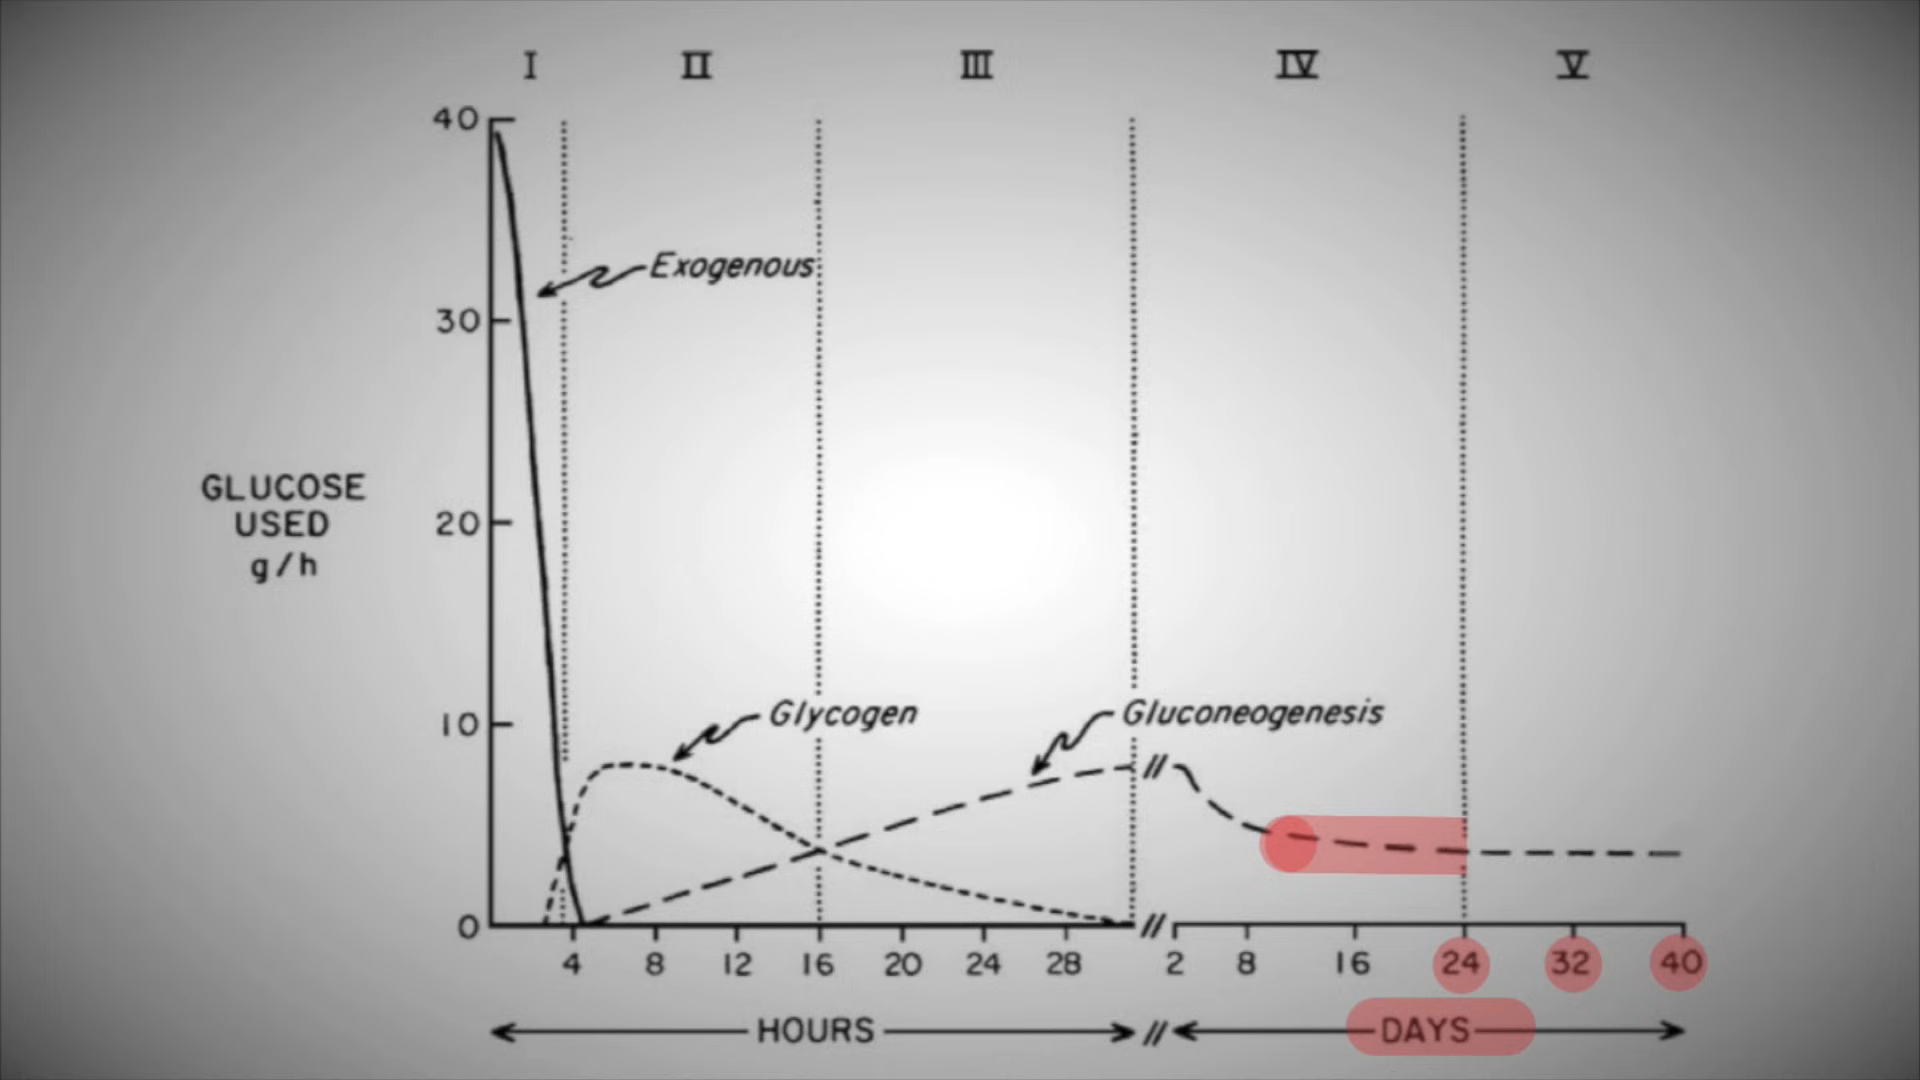 I II III IV V
40
Exogenous
30
GLUCOSE
USED
g/h
20
10
Glycogen
Gluconeogenesis
//
0
//
4 8 12 16 20 24 28 2 8 16 24 32 40
HOURS // DAYS